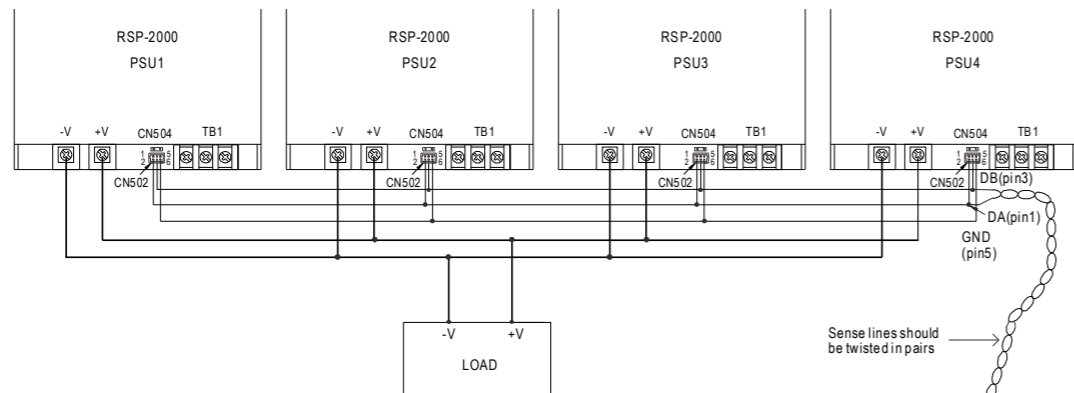 RSP-2000
PSU1
-V
+V
CN504
TB1
1
2
5
6
CN502
RSP-2000
PSU2
-V
+V
CN504
TB1
1
2
5
6
CN502
RSP-2000
PSU3
-V
+V
CN504
TB1
1
2
5
6
CN502
RSP-2000
PSU4
-V
+V
CN504
TB1
1
2
5
6
CN502
DB(pin3)
DA(pin1)
GND
(pin5)
-V
+V
LOAD
Sense lines should
be twisted in pairs